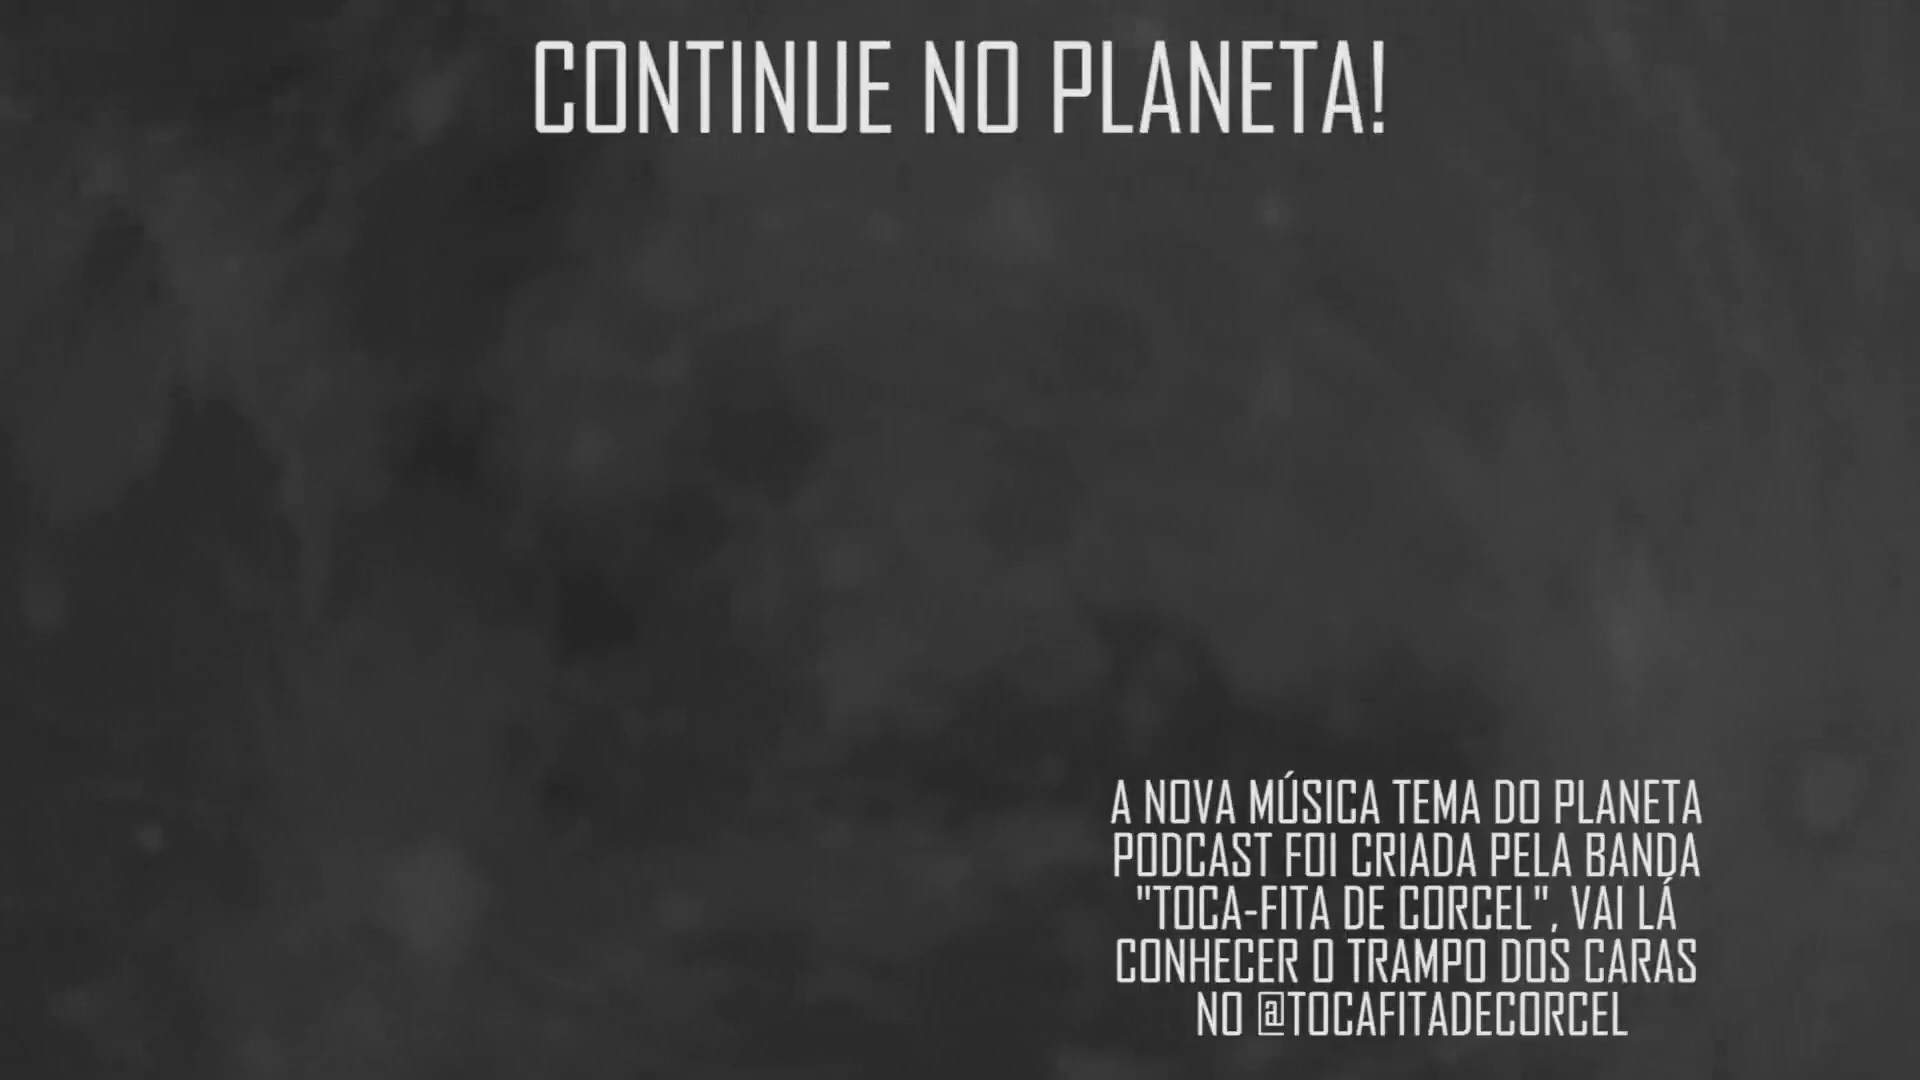 CONTINUE NO PLANETA!
A NOVA MÚSICA TEMA DO PLANETA
PODCAST FOI CRIADA PELA BANDA
"TOCA-FITA DE CORCEL", VAI LÁ
CONHECER O TRAMPO DOS CARAS
NO @TOCAFITADECORCEL